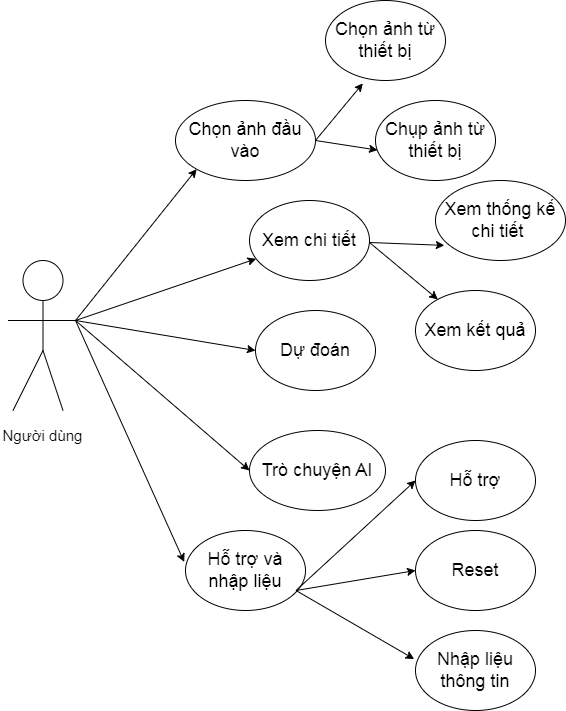 Chọn ảnh từ
thiết bị
Chọn ảnh đầu
vào
Chụp ảnh từ
thiết bị
Xem thống kế
chi tiết
Xem chi tiết
Xem kết quả
Dự đoán
Người dùng
Trò chuyện AI
Hỗ trợ
Hỗ trợ và
nhập liệu
Reset
Nhập liệu
thông tin